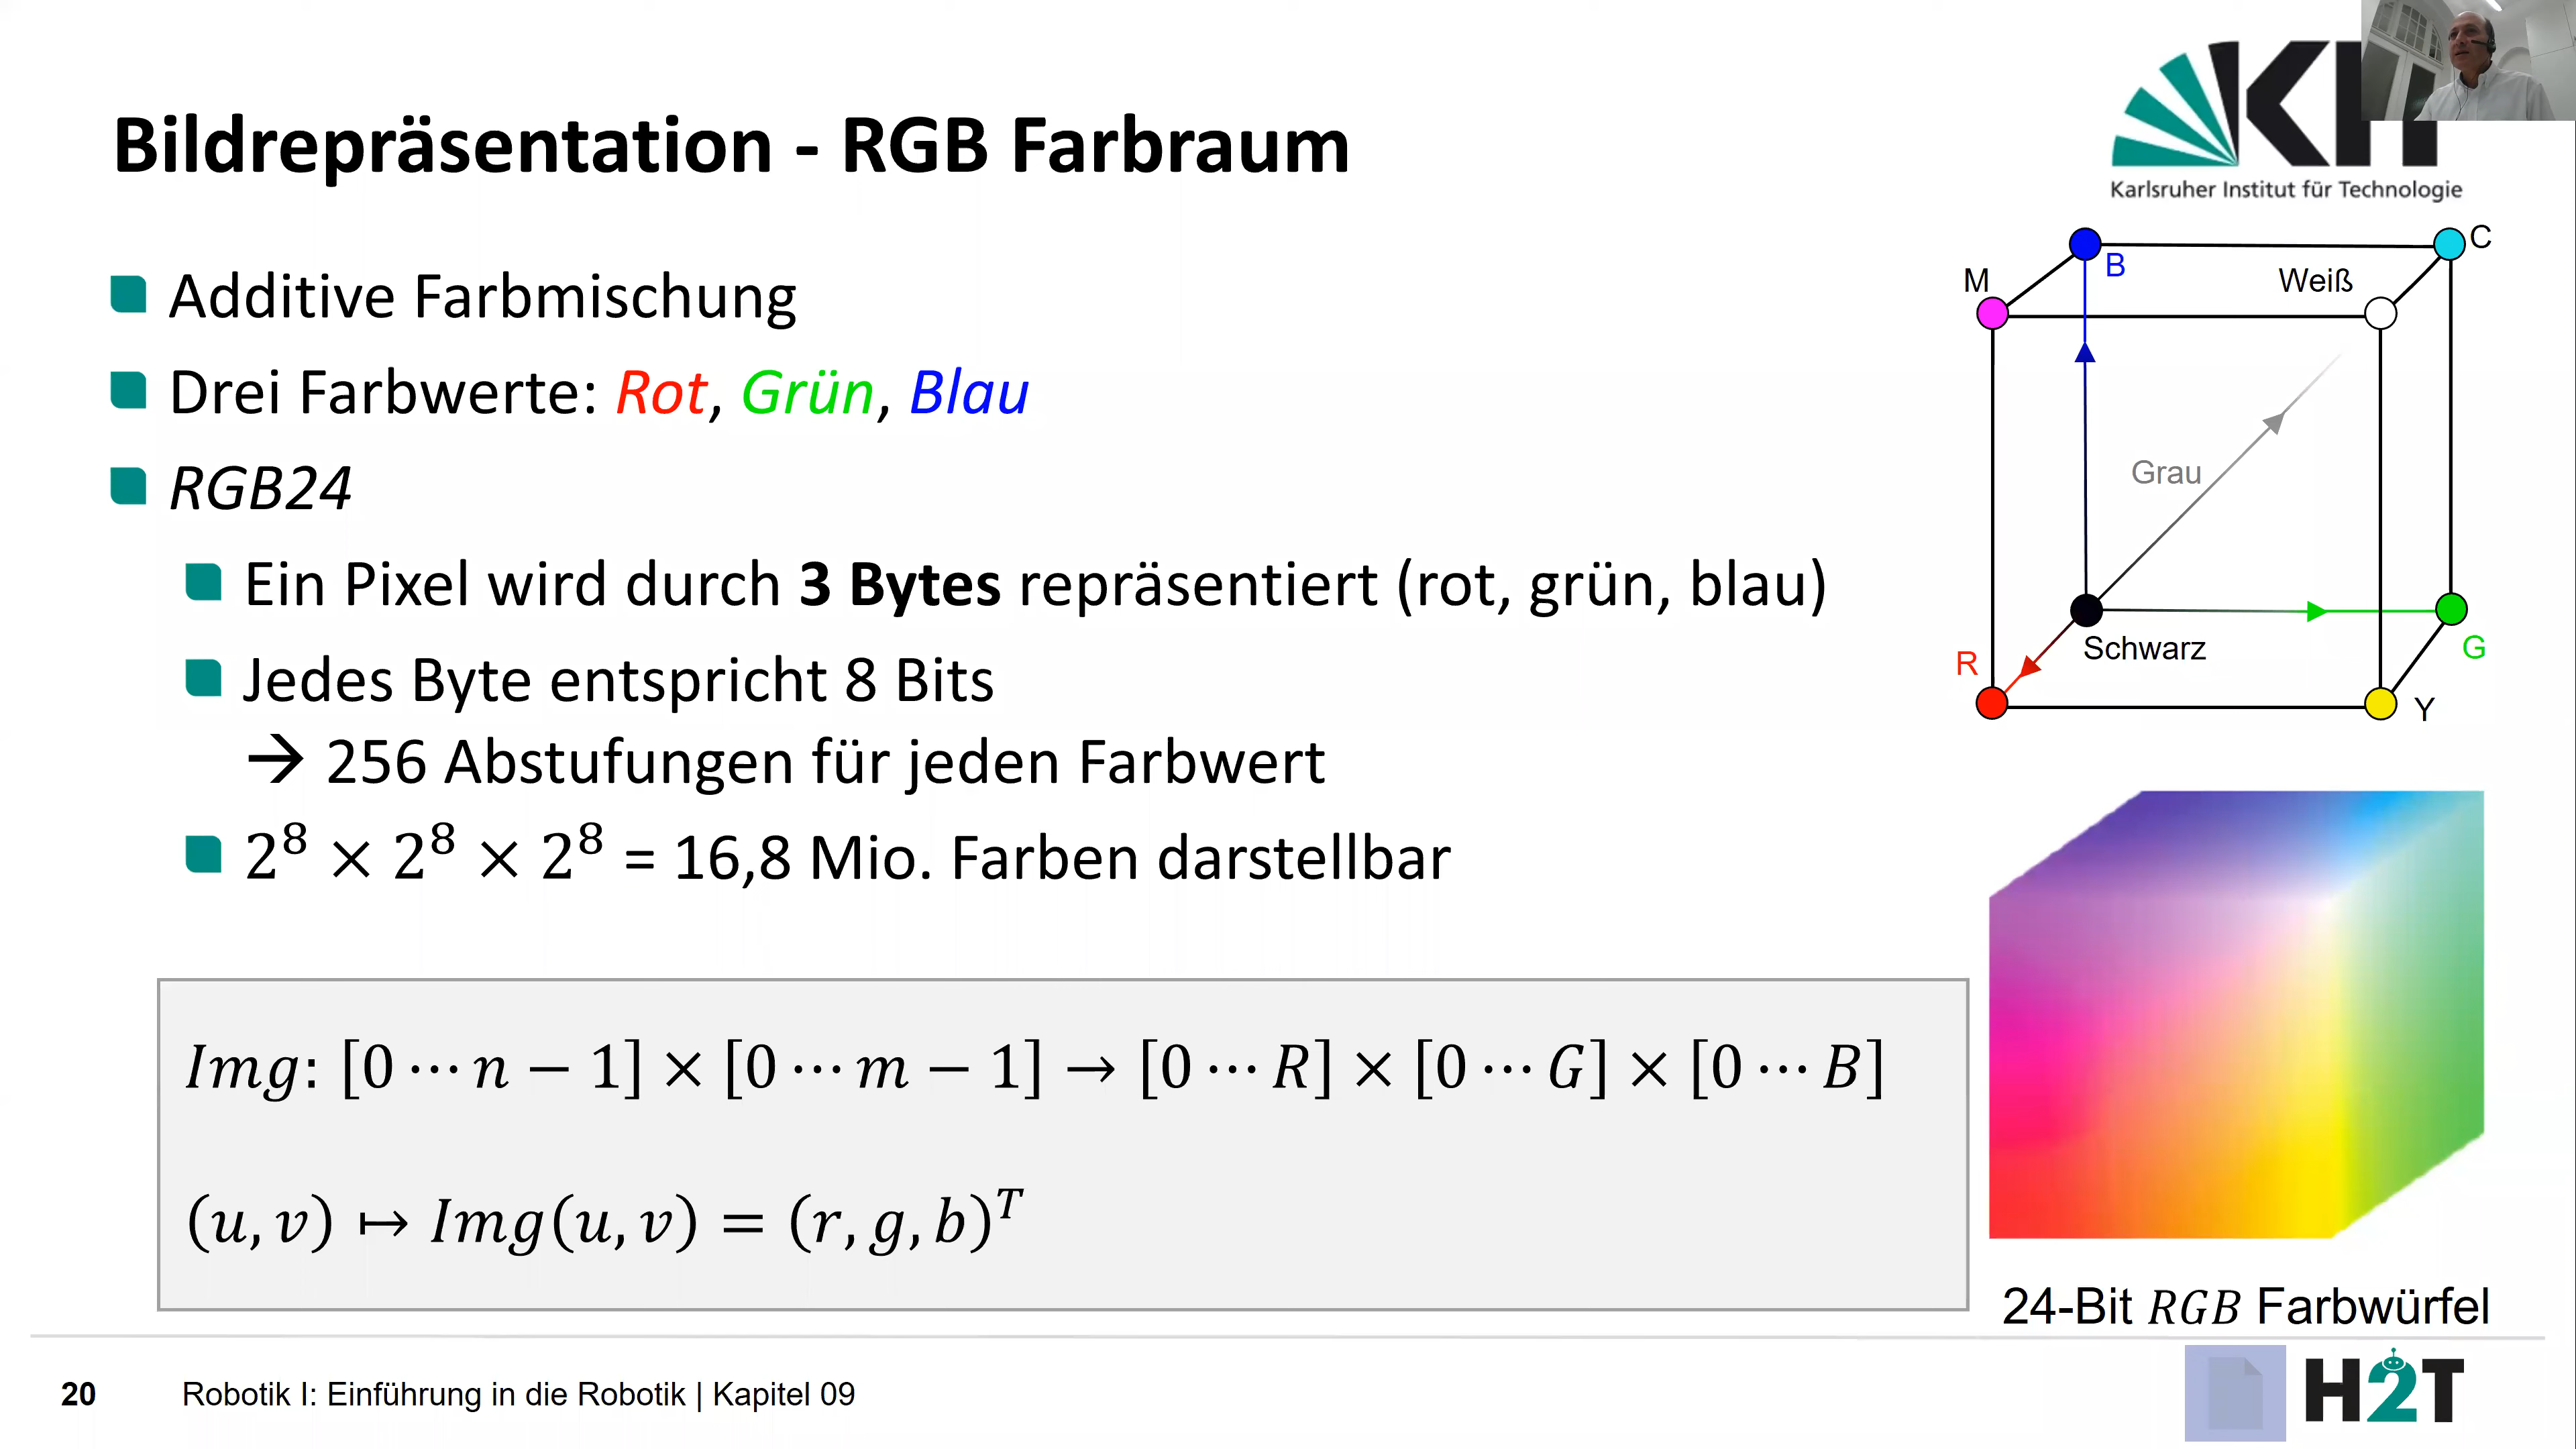 Bildrepräsentation - RGB Farbraum
Karlsruher Institut für Technologie
Additive Farbmischung
Drei Farbwerte: Rot, Grün, Blau
RGB24
Ein Pixel wird durch 3 Bytes repräsentiert (rot, grün, blau)
Jedes Byte entspricht 8 Bits
→ 256 Abstufungen für jeden Farbwert
2⁸ × 2⁸ × 2⁸ = 16,8 Mio. Farben darstellbar
Img: [0 ⋯ n − 1] × [0 ⋯ m − 1] → [0 ⋯ R] × [0 ⋯ G] × [0 ⋯ B]
(u, v) ↦ Img(u, v) = (r, g, b)ᵀ
C
B
M
Weiß
Grau
Schwarz
R
G
Y
24-Bit RGB Farbwürfel
20
Robotik I: Einführung in die Robotik | Kapitel 09
H2T